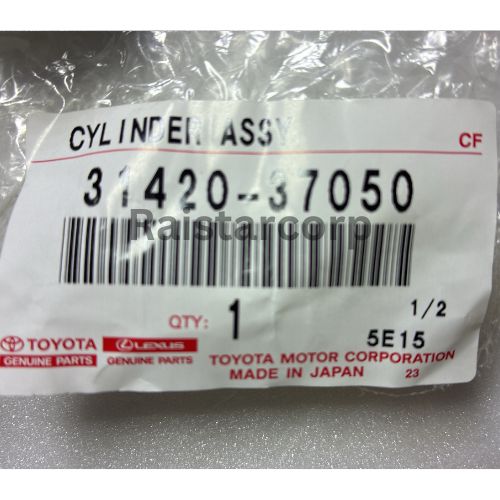 CYLINDER ASSY
CF
31420-37050
Raistarcorp
QTY: 1
1/2
5E15
TOYOTA
GENUINE PARTS
LEXUS
GENUINE PARTS
TOYOTA MOTOR CORPORATION
MADE IN JAPAN
23